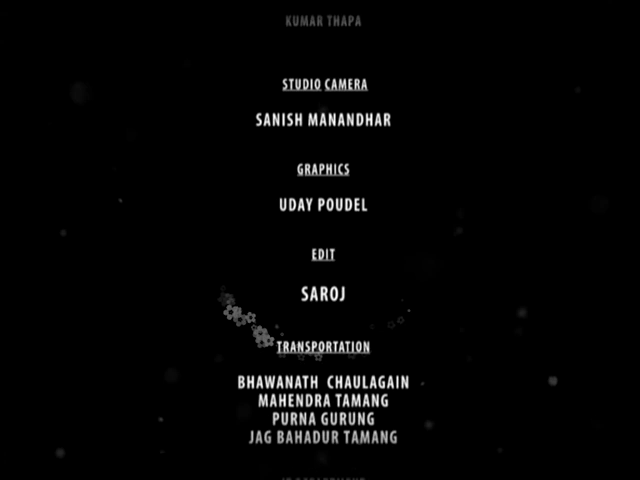 KUMAR THAPA
STUDIO CAMERA
SANISH MANANDHAR
GRAPHICS
UDAY POUDEL
EDIT
SAROJ
TRANSPORTATION
BHAWANATH CHAULAGAIN
MAHENDRA TAMANG
PURNA GURUNG
JAG BAHADUR TAMANG